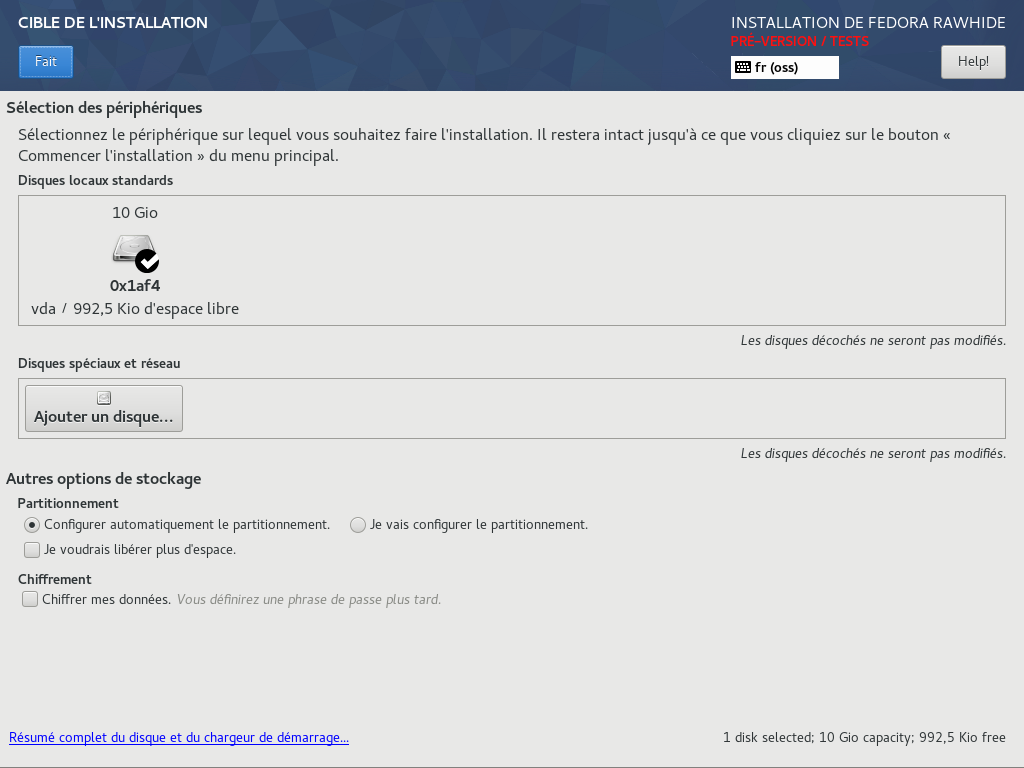 CIBLE DE L'INSTALLATION
INSTALLATION DE FEDORA RAWHIDE
PRÉ-VERSION / TESTS
Fait
fr (oss)
Help!
Sélection des périphériques
Sélectionnez le périphérique sur lequel vous souhaitez faire l'installation. Il restera intact jusqu'à ce que vous cliquiez sur le bouton «
Commencer l'installation » du menu principal.
Disques locaux standards
10 Gio
0x1af4
vda / 992,5 Kio d'espace libre
Les disques décochés ne seront pas modifiés.
Disques spéciaux et réseau
Ajouter un disque...
Les disques décochés ne seront pas modifiés.
Autres options de stockage
Partitionnement
Configurer automatiquement le partitionnement. Je vais configurer le partitionnement.
Je voudrais libérer plus d'espace.
Chiffrement
Chiffrer mes données. Vous définirez une phrase de passe plus tard.
Résumé complet du disque et du chargeur de démarrage... 1 disk selected; 10 Gio capacity; 992,5 Kio free